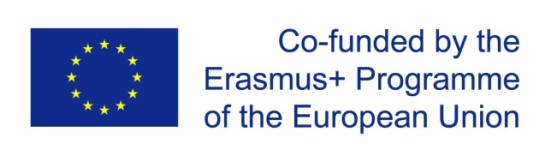 Co-funded by the
Erasmus+ Programme
of the European Union